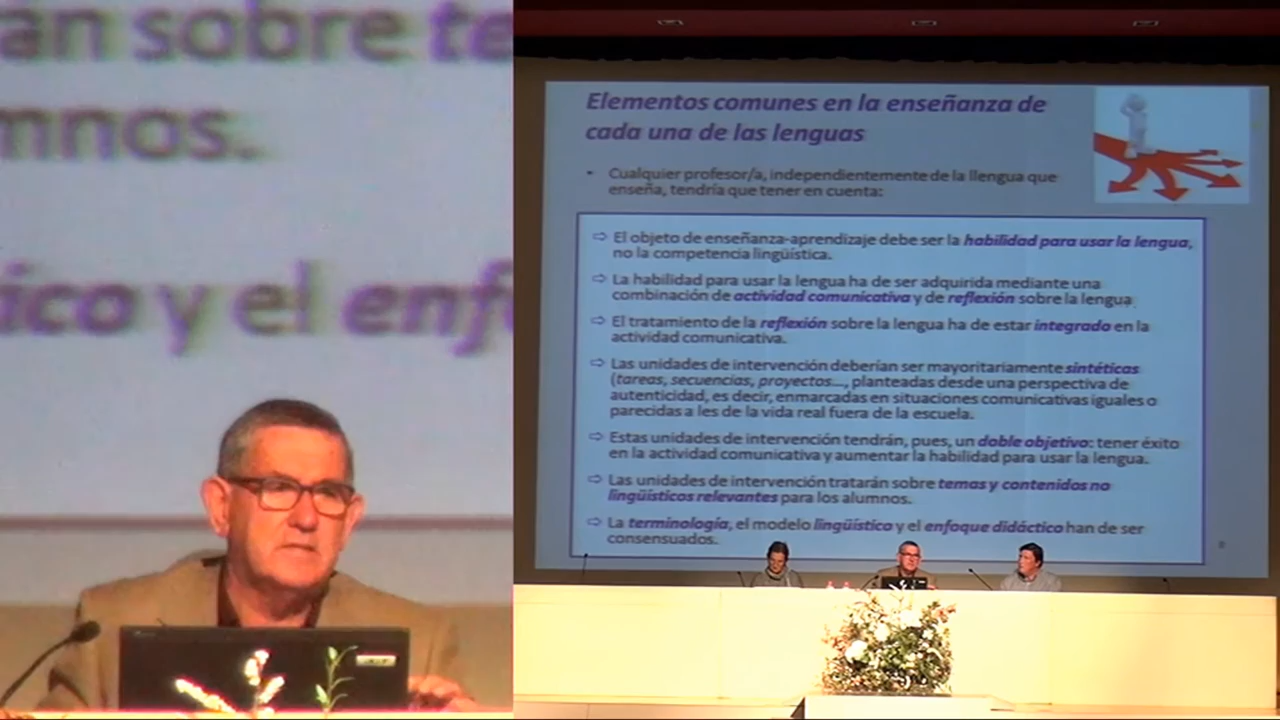 án sobre te
mnos.
ico y el enf
acer
Elementos comunes en la enseñanza de
cada una de las lenguas
• Cualquier profesor/a, independientemente de la llengua que
enseña, tendría que tener en cuenta:
⇨ El objeto de enseñanza-aprendizaje debe ser la habilidad para usar la lengua,
no la competencia lingüística.
⇨ La habilidad para usar la lengua ha de ser adquirida mediante una
combinación de actividad comunicativa y de reflexión sobre la lengua
⇨ El tratamiento de la reflexión sobre la lengua ha de estar integrado en la
actividad comunicativa.
⇨ Las unidades de intervención deberían ser mayoritariamente sintéticas
(tareas, secuencias, proyectos..., planteadas desde una perspectiva de
autenticidad, es decir, enmarcadas en situaciones comunicativas iguales o
parecidas a les de la vida real fuera de la escuela.
⇨ Estas unidades de intervención tendrán, pues, un doble objetivo: tener éxito
en la actividad comunicativa y aumentar la habilidad para usar la lengua.
⇨ Las unidades de intervención tratarán sobre temas y contenidos no
lingüísticos relevantes para los alumnos.
⇨ La terminología, el modelo lingüístico y el enfoque didáctico han de ser
consensuados.